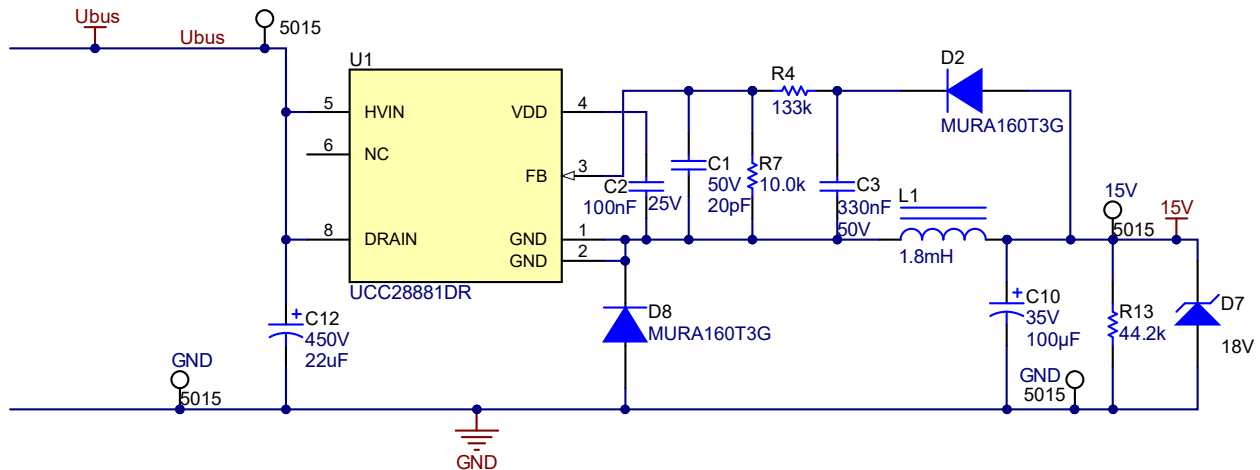 Ubus
Ubus
5015
U1
5
HVIN
6
NC
8
DRAIN
VDD
4
FB
3
GND
1
GND
2
UCC28881DR
C12
450V
22uF
GND
5015
GND
C2
100nF
25V
C1
50V
20pF
R7
10.0k
R4
133k
C3
330nF
50V
D2
MURA160T3G
L1
1.8mH
D8
MURA160T3G
15V
5015
15V
C10
35V
100µF
R13
44.2k
D7
18V
GND
5015